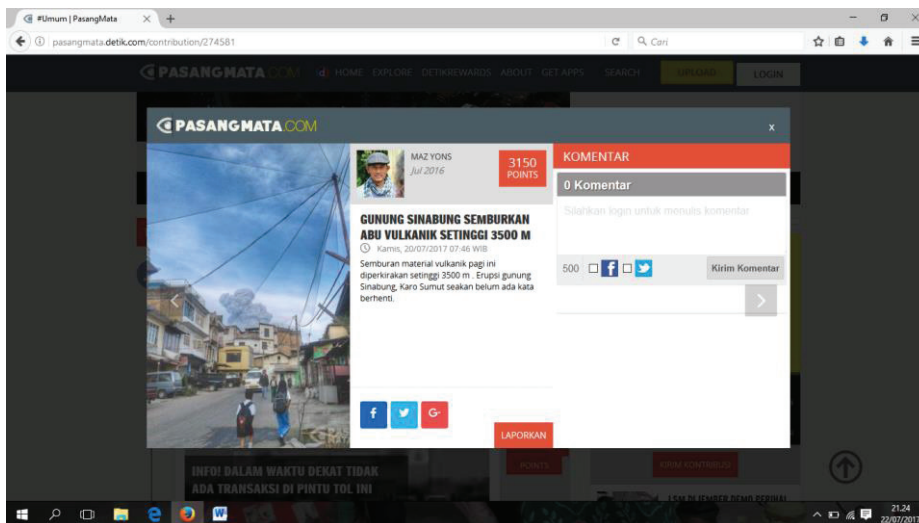 #Umum | PasangMata
pasangmata.detik.com/contribution/274581
Cari
PASANGMATA.COM HOME EXPLORE DETIKREWARDS ABOUT GET APPS SEARCH UPLOAD LOGIN
PASANGMATA.COM
x
MAZ YONS
Jul 2016
3150
POINTS
GUNUNG SINABUNG SEMBURKAN
ABU VULKANIK SETINGGI 3500 M
Kamis, 20/07/2017 07:46 WIB
Semburan material vulkanik pagi ini
diperkirakan setinggi 3500 m . Erupsi gunung
Sinabung, Karo Sumut seakan belum ada kata
berhenti.
LAPORKAN
KOMENTAR
0 Komentar
Silahkan login untuk menulis komentar
500
Kirim Komentar
INFO! DALAM WAKTU DEKAT TIDAK
ADA TRANSAKSI DI PINTU TOL INI
POINTS
KIRIM KONTRIBUSI
21.24
22/07/2017